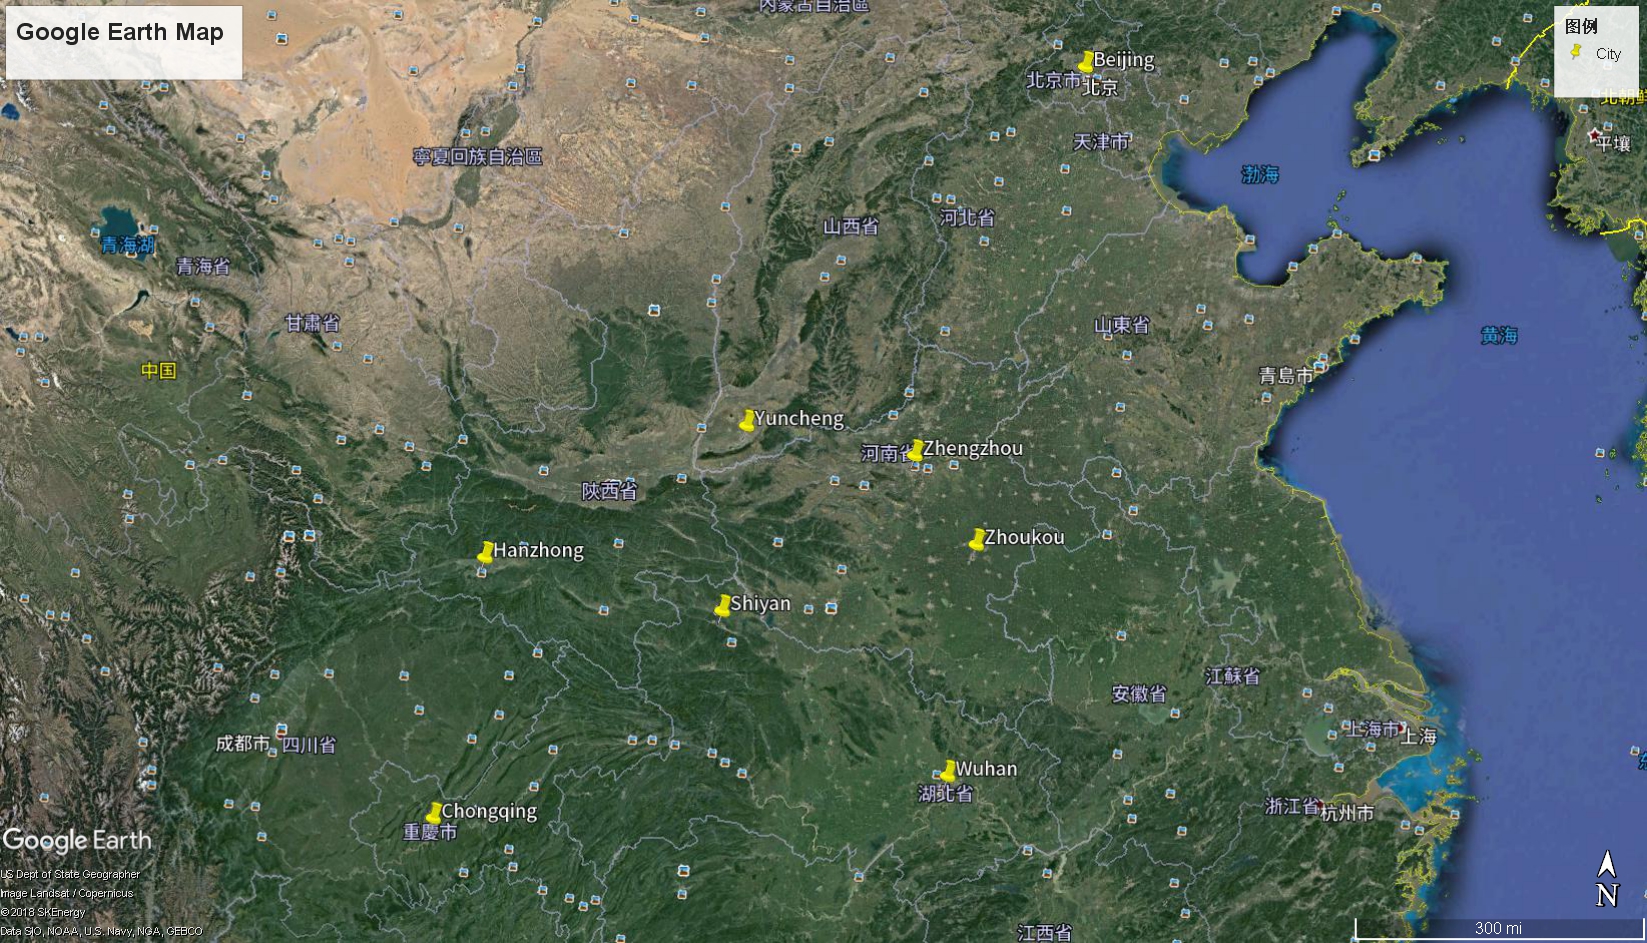 Google Earth Map
内蒙古自治區
图例
City
Beijing
北京市
北京
天津市
平壤
寧夏回族自治區
渤海
山西省
河北省
青海湖
青海省
甘肃省
山東省
黄海
中国
青島市
Yuncheng
河南省
Zhengzhou
陝西省
Zhoukou
Hanzhong
Shiyan
江蘇省
安徽省
上海市
上海
成都市
四川省
Wuhan
湖北省
浙江省
杭州市
Chongqing
重慶市
Google Earth
US Dept of State Geographer
Image Landsat / Copernicus
©2018 SKEnergy
Data SIO, NOAA, U.S. Navy, NGA, GEBCO
N
300 mi
江西省